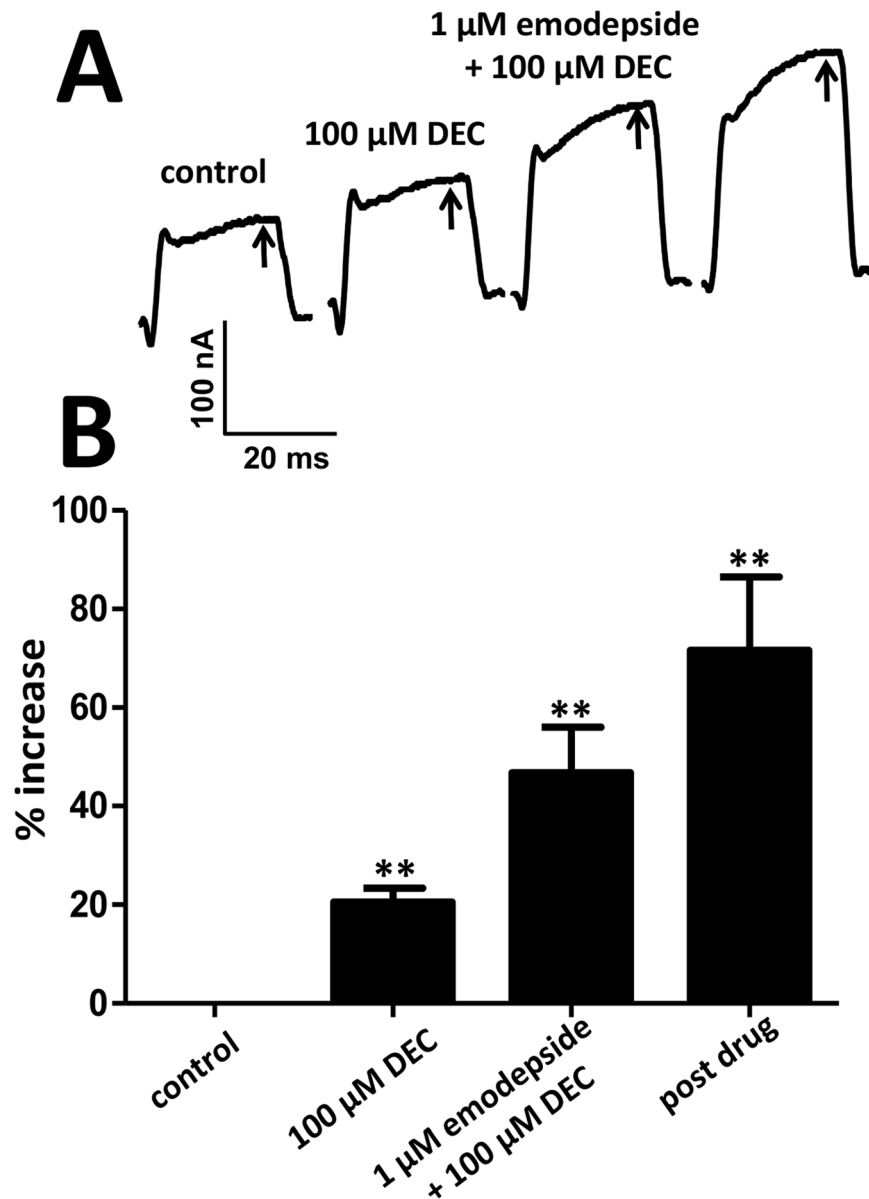 A
1 µM emodepside
+ 100 µM DEC
100 µM DEC
control
100 nA
20 ms
B
100
80
60
40
20
0
% increase
**
**
**
control
100 µM DEC
1 µM emodepside
+ 100 µM DEC
post drug